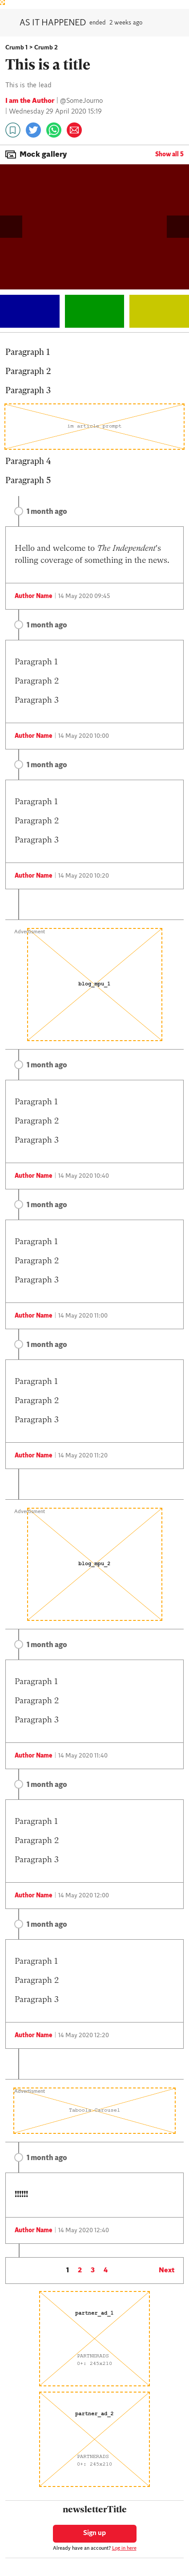 AS IT HAPPENED ended 2 weeks ago
Crumb 1 > Crumb 2
This is a title
This is the lead
I am the Author | @SomeJourno
| Wednesday 29 April 2020 15:19
Mock gallery Show all 5
Paragraph 1
Paragraph 2
Paragraph 3
in article prompt
Paragraph 4
Paragraph 5
1 month ago
Hello and welcome to The Independent's
rolling coverage of something in the news.
Author Name | 14 May 2020 09:45
1 month ago
Paragraph 1
Paragraph 2
Paragraph 3
Author Name | 14 May 2020 10:00
1 month ago
Paragraph 1
Paragraph 2
Paragraph 3
Author Name | 14 May 2020 10:20
Advertisment
blog_mpu_1
1 month ago
Paragraph 1
Paragraph 2
Paragraph 3
Author Name | 14 May 2020 10:40
1 month ago
Paragraph 1
Paragraph 2
Paragraph 3
Author Name | 14 May 2020 11:00
1 month ago
Paragraph 1
Paragraph 2
Paragraph 3
Author Name | 14 May 2020 11:20
Advertisment
blog_mpu_2
1 month ago
Paragraph 1
Paragraph 2
Paragraph 3
Author Name | 14 May 2020 11:40
1 month ago
Paragraph 1
Paragraph 2
Paragraph 3
Author Name | 14 May 2020 12:00
1 month ago
Paragraph 1
Paragraph 2
Paragraph 3
Author Name | 14 May 2020 12:20
Advertisment
Taboola Carousel
1 month ago
!!!!!!
Author Name | 14 May 2020 12:40
1 2 3 4 Next
partner_ad_1
PARTNERADS
0+: 245x210
partner_ad_2
PARTNERADS
0+: 245x210
newsletterTitle
Sign up
Already have an account? Log in here